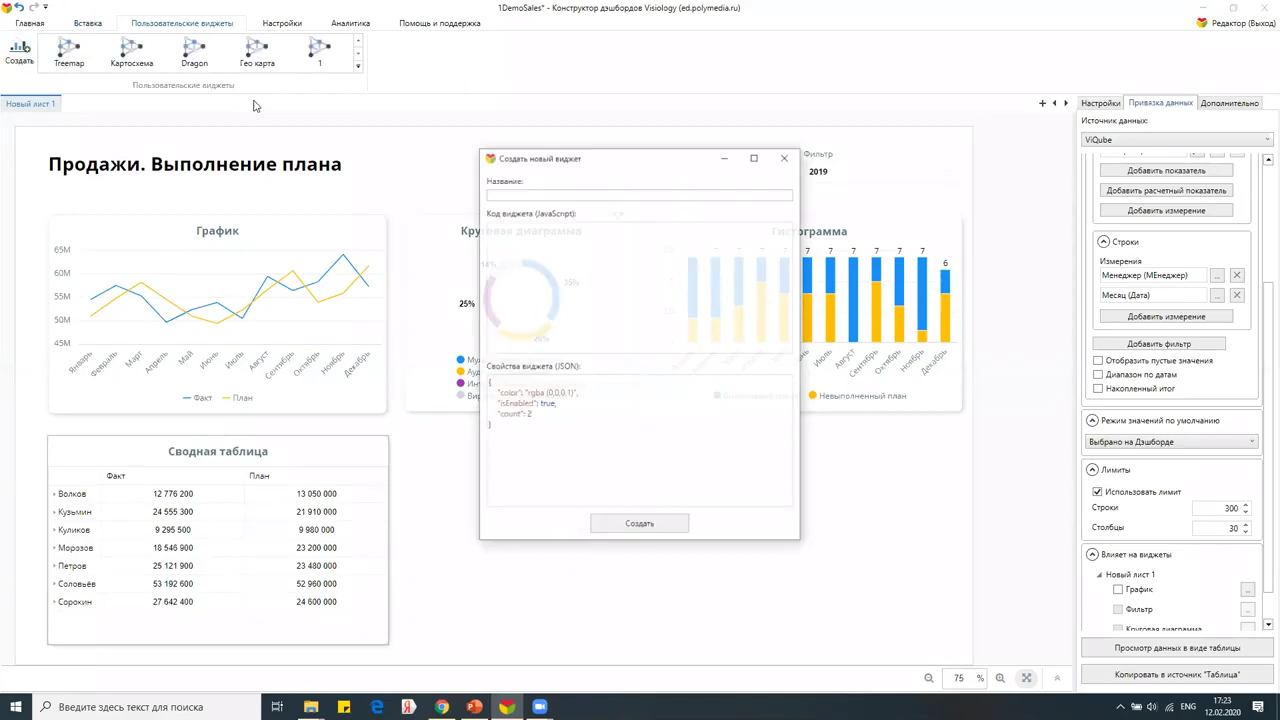 1DemoSales* - Конструктор дэшбордов Visiology (ed.polymedia.ru)
Главная Вставка Пользовательские виджеты Настройки Аналитика Помощь и поддержка Редактор (Выход)
Создать Treemap Картосхема Dragon Гео карта 1
Пользовательские виджеты
Новый лист 1
Продажи. Выполнение плана
График
65M
60M
55M
50M
45M
Январь Февраль Март Апрель Май Июнь Июль Август Сентябрь Октябрь Ноябрь Декабрь
Факт План
Сводная таблица
Факт План
Волков 12 776 200 13 050 000
Кузьмин 24 555 300 21 910 000
Куликов 9 295 500 9 980 000
Морозов 18 546 900 23 200 000
Петров 25 121 900 23 480 000
Соловьёв 53 192 600 52 960 000
Сорокин 27 642 400 24 600 000
Круговая диаграмма
35%
25%
Создать новый виджет
Название:
Код виджета (JavaScript):
Свойства виджета (JSON):
{
"color": "rgba (0,0,0,1)",
"isEnabled": true,
"count": 2
}
Создать
Фильтр
2019
Гистограмма
7 7 7 7 7 6
Июнь Июль Август Сентябрь Октябрь Ноябрь Декабрь
Невыполненный план
Настройки Привязка данных Дополнительно
Источник данных:
ViQube
Добавить показатель
Добавить расчетный показатель
Добавить измерение
Строки
Измерения
Менеджер (МЕнеджер) ...
Месяц (Дата) ...
Добавить измерение
Добавить фильтр
Отобразить пустые значения
Диапазон по датам
Накопленный итог
Режим значений по умолчанию
Выбрано на Дэшборде
Лимиты
Использовать лимит
Строки 300
Столбцы 30
Влияет на виджеты
Новый лист 1
График ...
Фильтр ...
Круговая диаграмма
Просмотр данных в виде таблицы
Копировать в источник "Таблица"
75 %
Введите здесь текст для поиска
ENG
17:23
12.02.2020